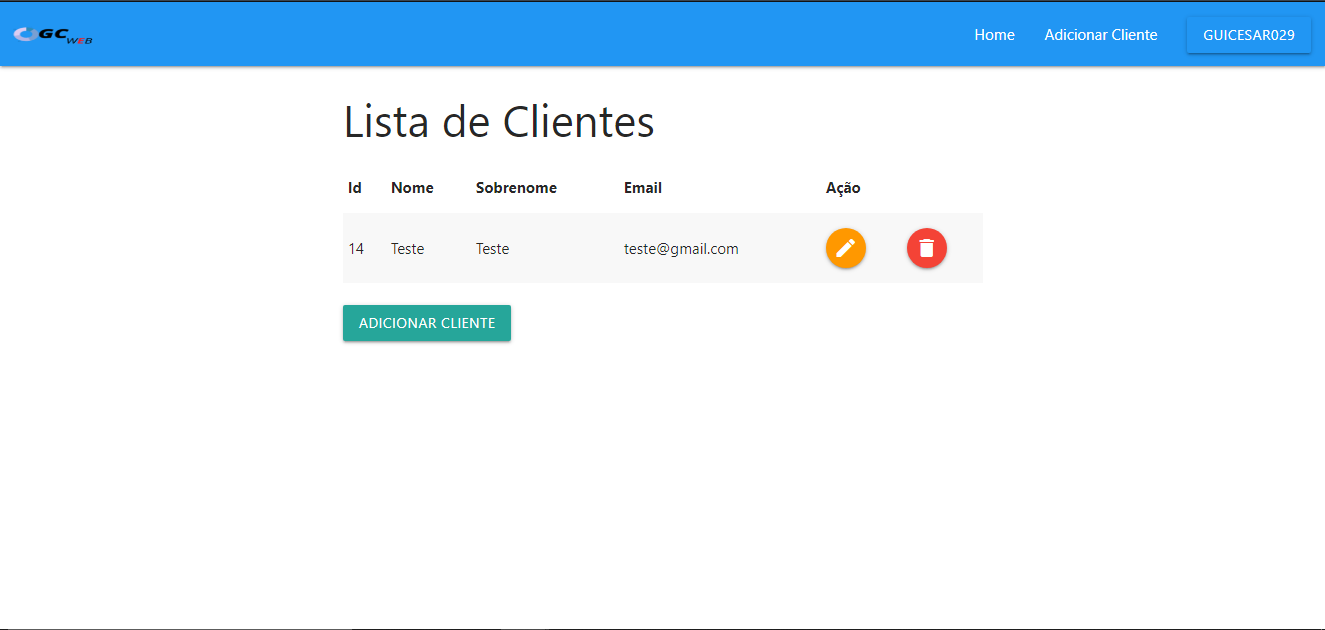 GC WEB
Home Adicionar Cliente GUICESAR029
Lista de Clientes
Id Nome Sobrenome Email Ação
14 Teste Teste teste@gmail.com
ADICIONAR CLIENTE